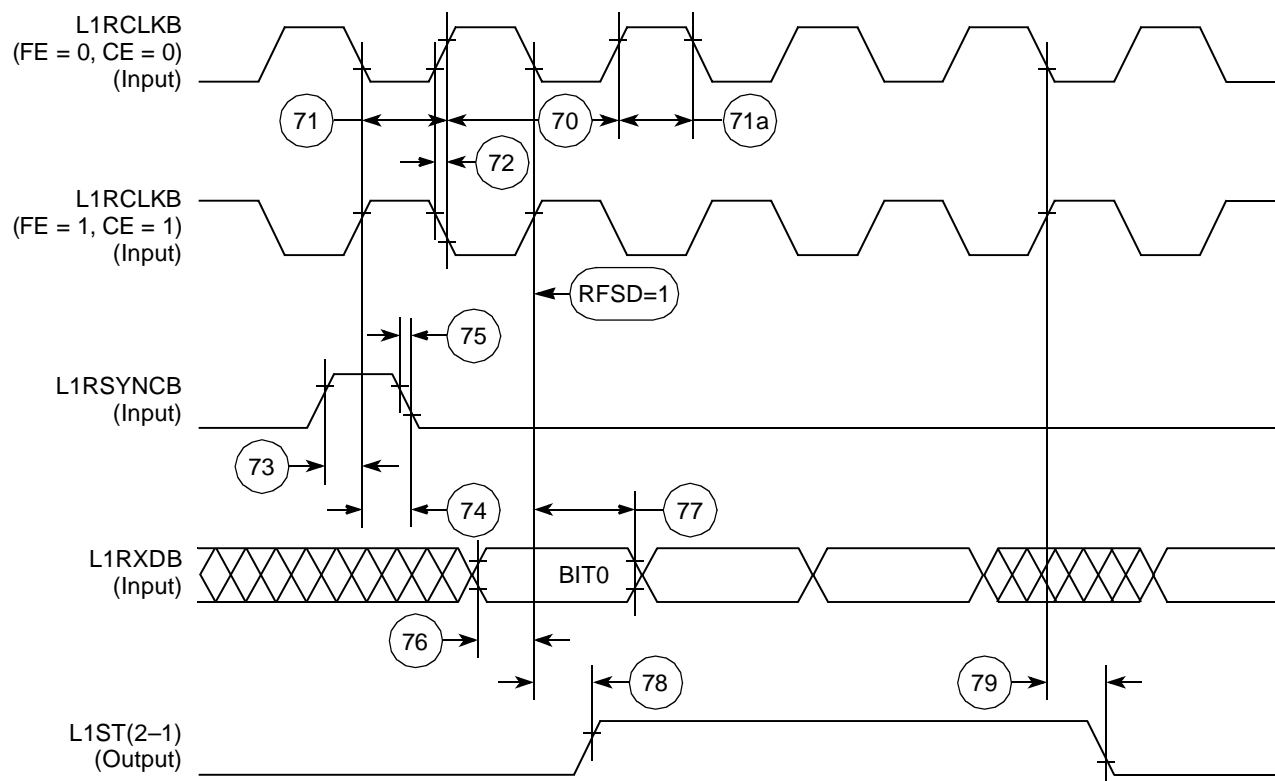 L1RCLKB
(FE = 0, CE = 0)
(Input)
71
70
71a
72
L1RCLKB
(FE = 1, CE = 1)
(Input)
RFSD=1
75
L1RSYNCB
(Input)
73
74
77
L1RXDB
(Input)
BIT0
76
78
79
L1ST(2–1)
(Output)